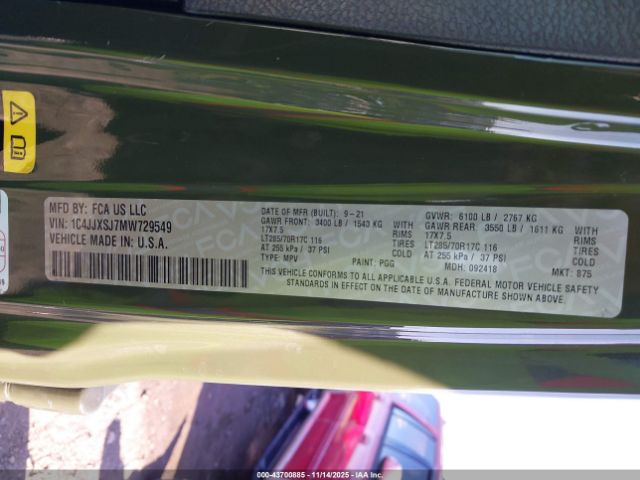 MFD BY: FCA US LLC
VIN: 1C4JJXSJ7MW729549
VEHICLE MADE IN: U.S.A.
DATE OF MFR (BUILT): 9-21
GAWR FRONT: 3400 LB / 1543 KG WITH
17X7.5 RIMS
LT285/70R17C 116 TIRES
AT 255 kPa / 37 PSI COLD
TYPE: MPV PAINT: PGG
GVWR: 6100 LB / 2767 KG
GAWR REAR: 3550 LB / 1611 KG WITH
17X7.5 RIMS
LT285/70R17C 116 TIRES
AT 255 kPa / 37 PSI COLD
MDH: 092418 MKT: 875
THIS VEHICLE CONFORMS TO ALL APPLICABLE U.S.A. FEDERAL MOTOR VEHICLE SAFETY
STANDARDS IN EFFECT ON THE DATE OF MANUFACTURE SHOWN ABOVE.
000-43700885 - 11/14/2025 - IAAI.COM